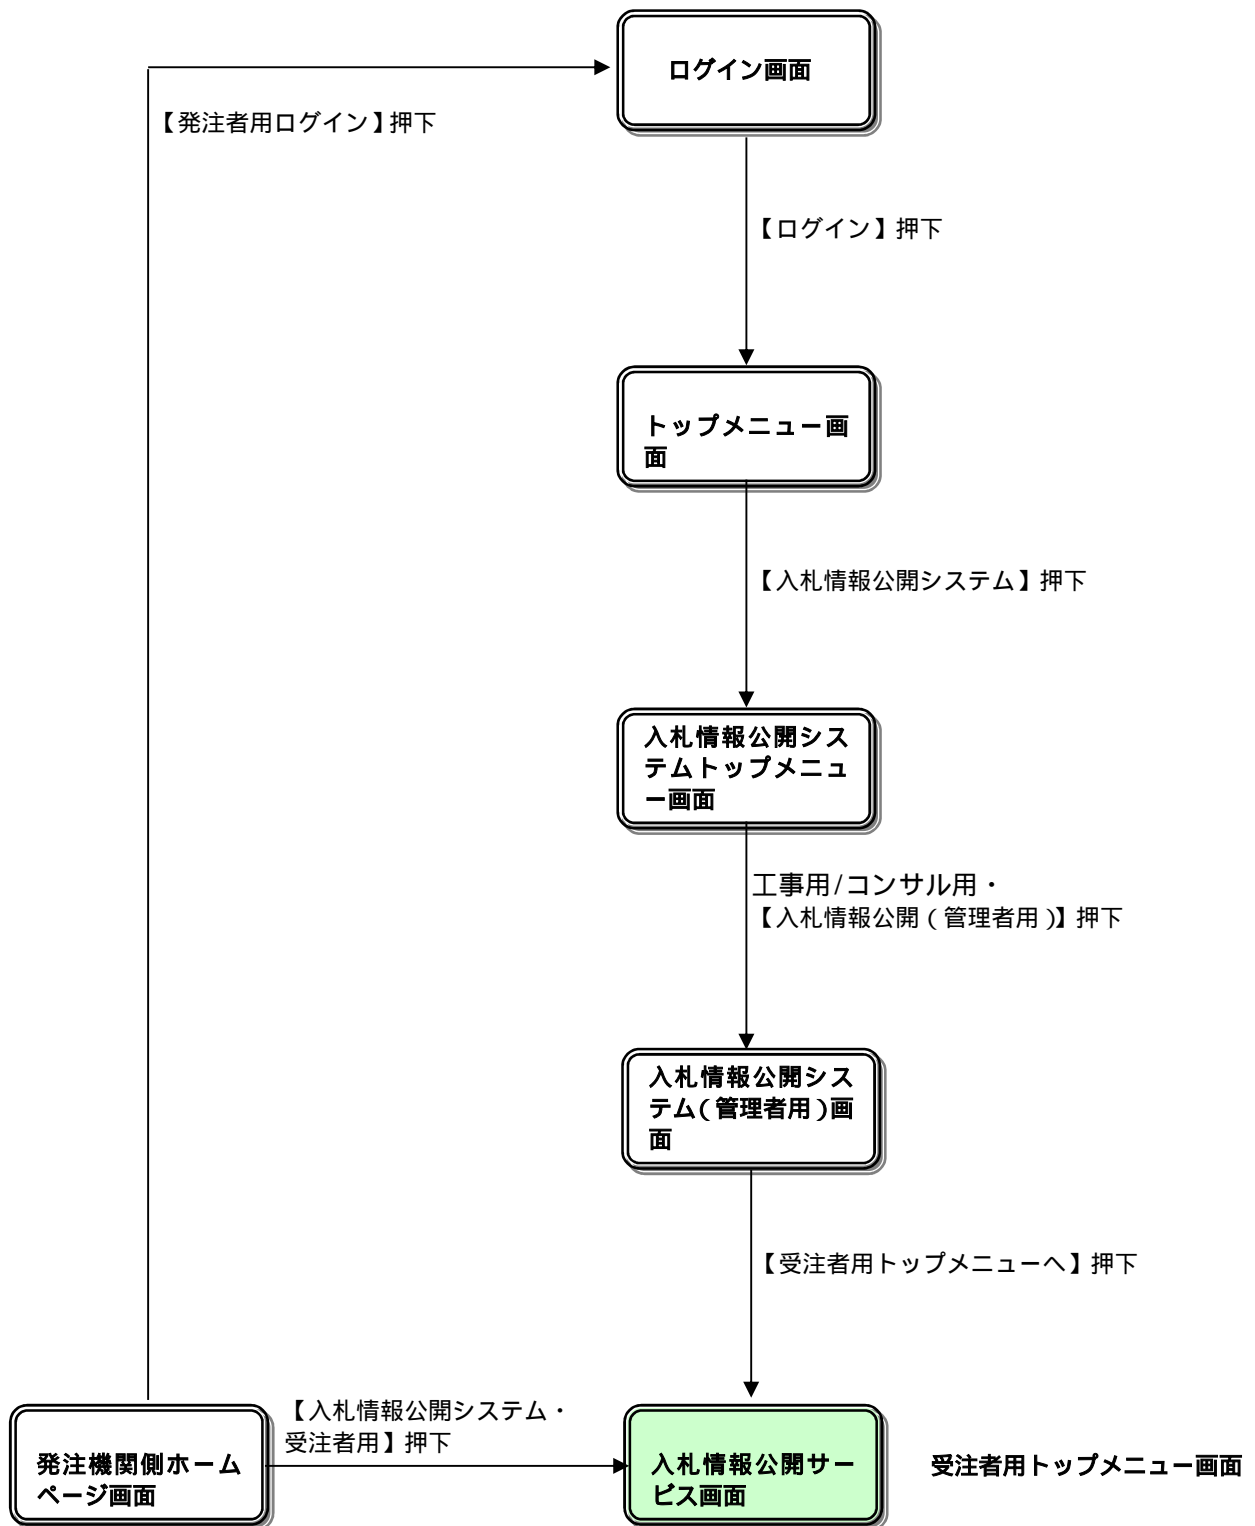 ログイン画面
【発注者用ログイン】押下
【ログイン】押下
トップメニュー画
面
【入札情報公開システム】押下
入札情報公開シス
テムトップメニュ
ー画面
工事用/コンサル用・
【入札情報公開(管理者用)】押下
入札情報公開シス
テム(管理者用)画
面
【受注者用トップメニューへ】押下
【入札情報公開システム・
受注者用】押下
発注機関側ホーム
ページ画面
入札情報公開サー
ビス画面
受注者用トップメニュー画面